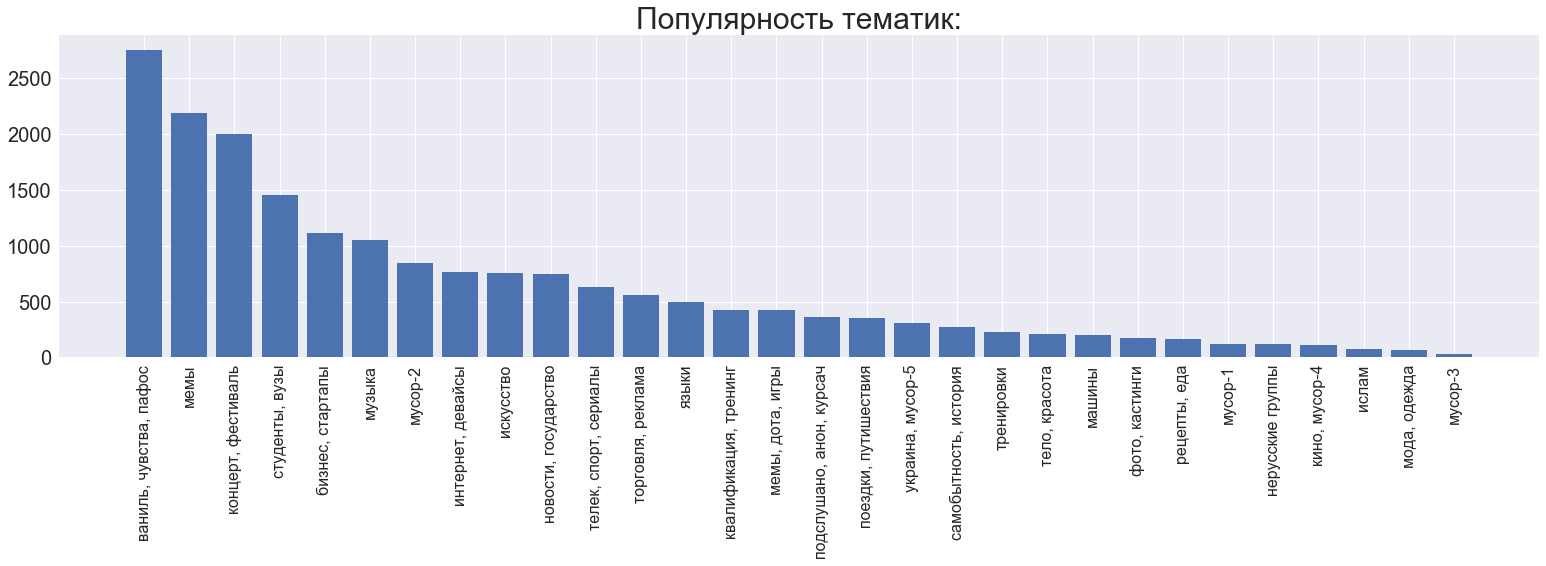 Популярность тематик:
2500
2000
1500
1000
500
0
ваниль, чувства, пафос
мемы
концерт, фестиваль
студенты, вузы
бизнес, стартапы
музыка
мусор-2
интернет, девайсы
искусство
новости, государство
телек, спорт, сериалы
торговля, реклама
языки
квалификация, тренинг
мемы, дота, игры
подслушано, анон, курсач
поездки, путишествия
украина, мусор-5
самобытность, история
тренировки
тело, красота
машины
фото, кастинги
рецепты, еда
мусор-1
нерусские группы
кино, мусор-4
ислам
мода, одежда
мусор-3